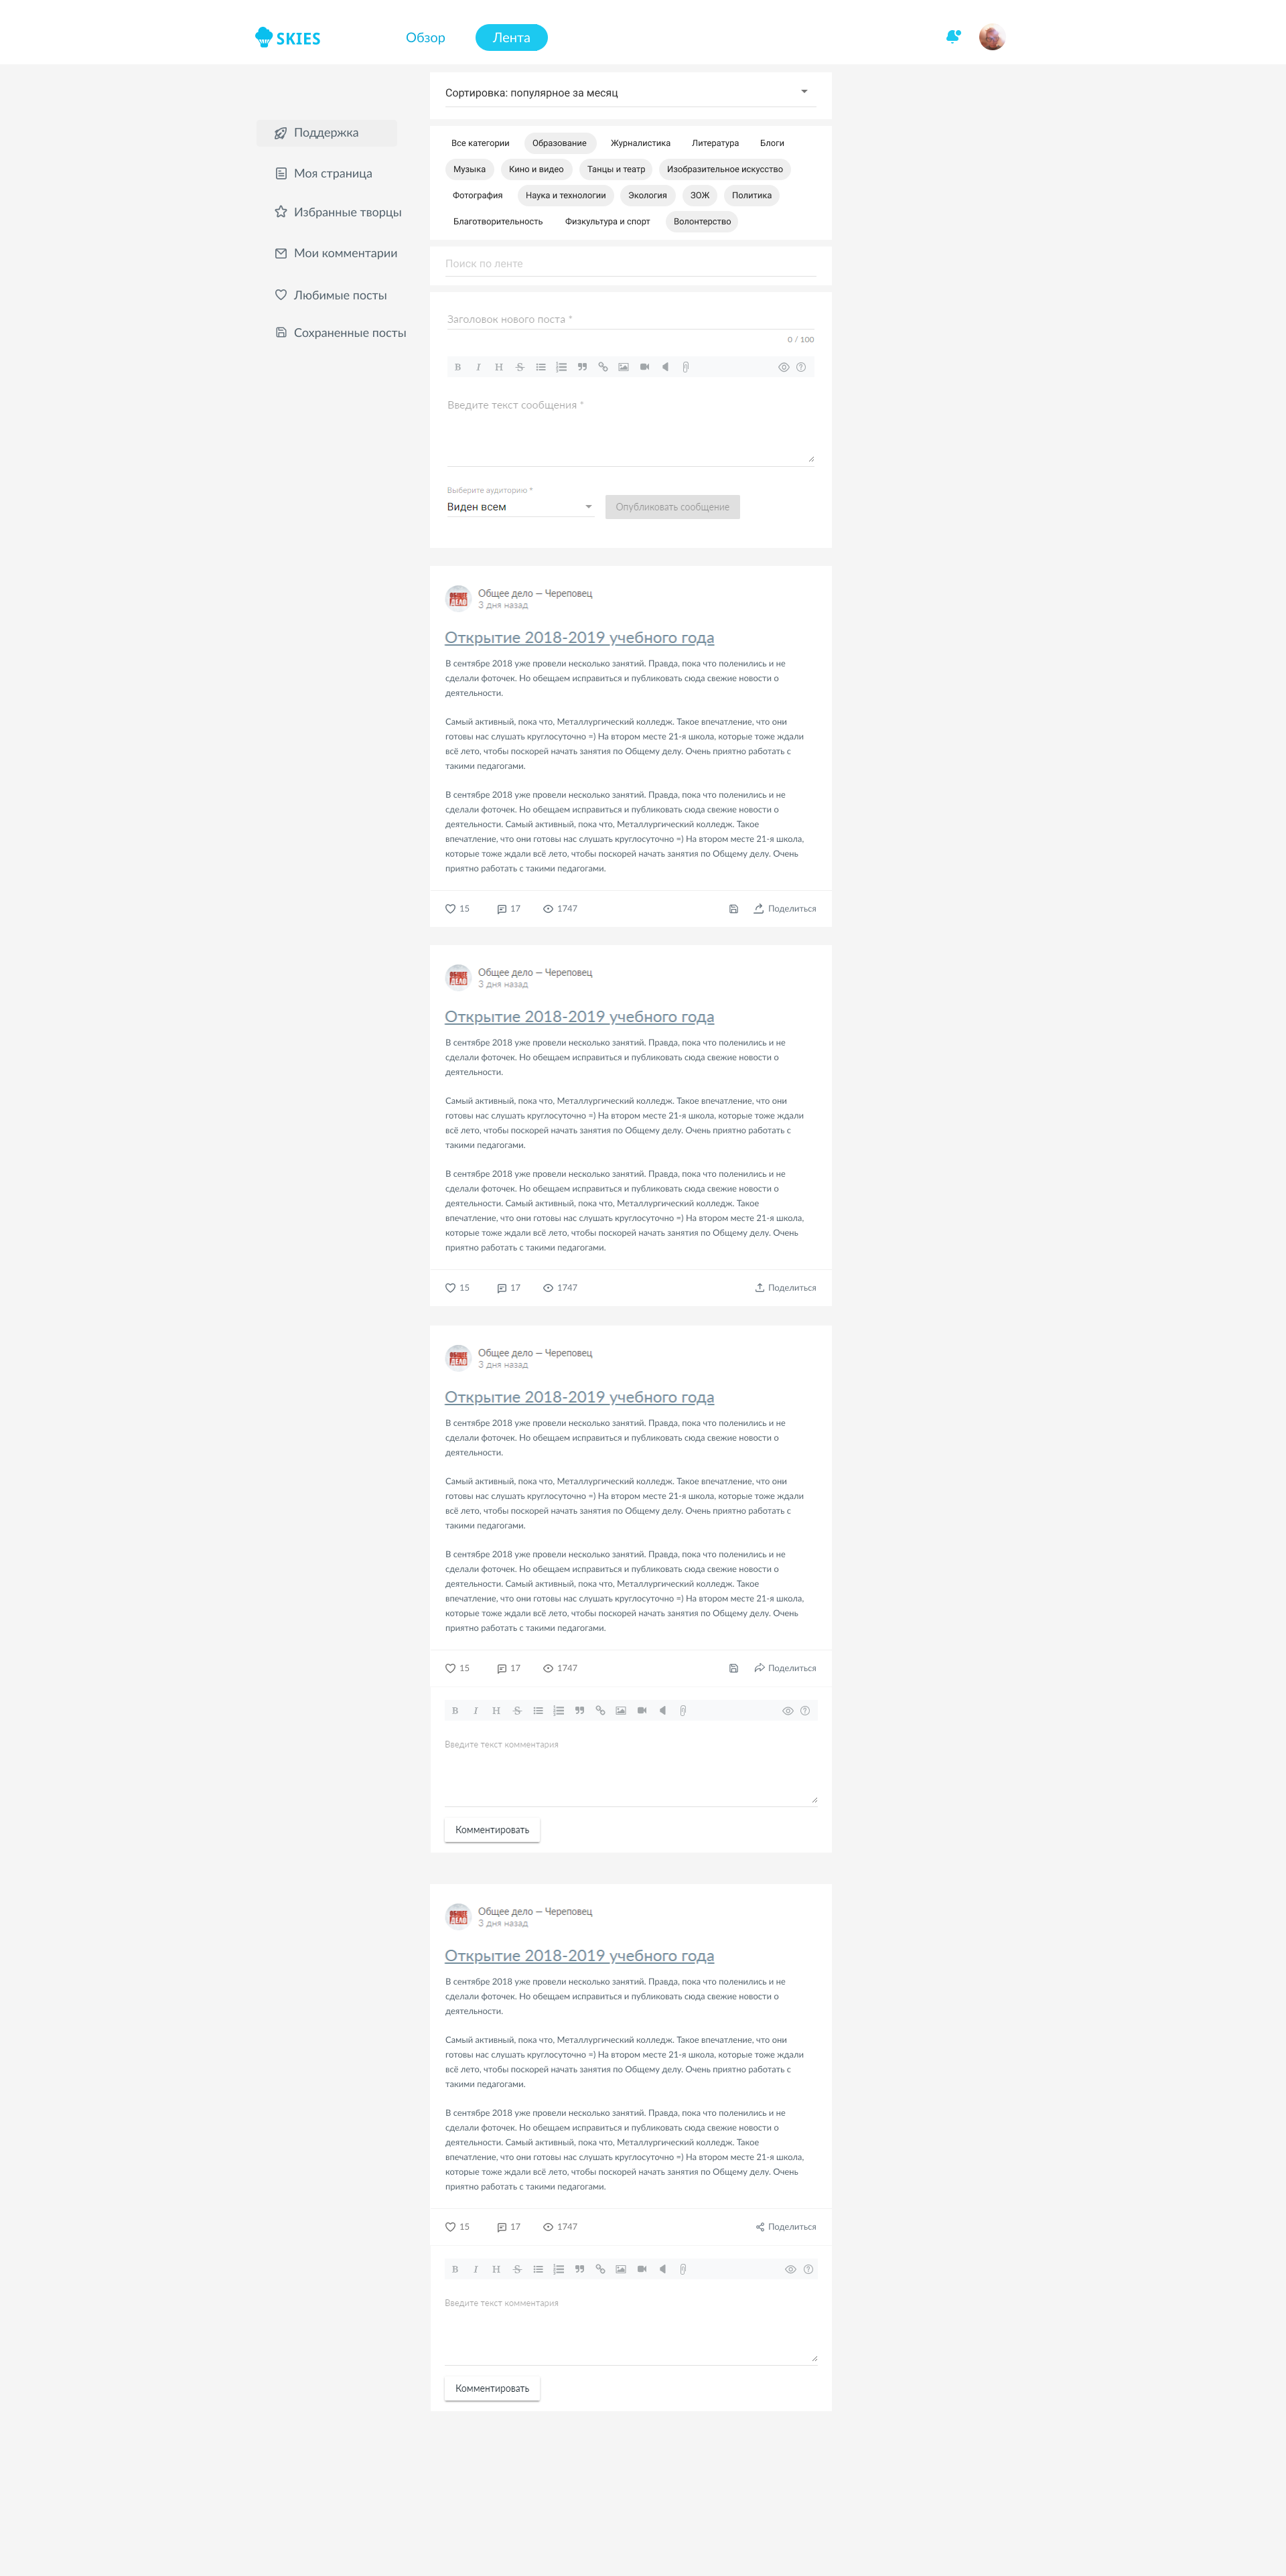 SKIES
Обзор
Лента
Поддержка
Моя страница
Избранные творцы
Мои комментарии
Любимые посты
Сохраненные посты
Сортировка: популярное за месяц
Все категории Образование Журналистика Литература Блоги
Музыка Кино и видео Танцы и театр Изобразительное искусство
Фотография Наука и технологии Экология ЗОЖ Политика
Благотворительность Физкультура и спорт Волонтерство
Поиск по ленте
Заголовок нового поста *
0 / 100
B I H S
Введите текст сообщения *
Выберите аудиторию *
Виден всем
Опубликовать сообщение
Общее дело — Череповец
3 дня назад
Открытие 2018-2019 учебного года
В сентябре 2018 уже провели несколько занятий. Правда, пока что поленились и не
сделали фоточек. Но обещаем исправиться и публиковать сюда свежие новости о
деятельности.
Самый активный, пока что, Металлургический колледж. Такое впечатление, что они
готовы нас слушать круглосуточно =) На втором месте 21-я школа, которые тоже ждали
всё лето, чтобы поскорей начать занятия по Общему делу. Очень приятно работать с
такими педагогами.
В сентябре 2018 уже провели несколько занятий. Правда, пока что поленились и не
сделали фоточек. Но обещаем исправиться и публиковать сюда свежие новости о
деятельности. Самый активный, пока что, Металлургический колледж. Такое
впечатление, что они готовы нас слушать круглосуточно =) На втором месте 21-я школа,
которые тоже ждали всё лето, чтобы поскорей начать занятия по Общему делу. Очень
приятно работать с такими педагогами.
15 17 1747 Поделиться
Общее дело — Череповец
3 дня назад
Открытие 2018-2019 учебного года
В сентябре 2018 уже провели несколько занятий. Правда, пока что поленились и не
сделали фоточек. Но обещаем исправиться и публиковать сюда свежие новости о
деятельности.
Самый активный, пока что, Металлургический колледж. Такое впечатление, что они
готовы нас слушать круглосуточно =) На втором месте 21-я школа, которые тоже ждали
всё лето, чтобы поскорей начать занятия по Общему делу. Очень приятно работать с
такими педагогами.
В сентябре 2018 уже провели несколько занятий. Правда, пока что поленились и не
сделали фоточек. Но обещаем исправиться и публиковать сюда свежие новости о
деятельности. Самый активный, пока что, Металлургический колледж. Такое
впечатление, что они готовы нас слушать круглосуточно =) На втором месте 21-я школа,
которые тоже ждали всё лето, чтобы поскорей начать занятия по Общему делу. Очень
приятно работать с такими педагогами.
15 17 1747 Поделиться
Общее дело — Череповец
3 дня назад
Открытие 2018-2019 учебного года
В сентябре 2018 уже провели несколько занятий. Правда, пока что поленились и не
сделали фоточек. Но обещаем исправиться и публиковать сюда свежие новости о
деятельности.
Самый активный, пока что, Металлургический колледж. Такое впечатление, что они
готовы нас слушать круглосуточно =) На втором месте 21-я школа, которые тоже ждали
всё лето, чтобы поскорей начать занятия по Общему делу. Очень приятно работать с
такими педагогами.
В сентябре 2018 уже провели несколько занятий. Правда, пока что поленились и не
сделали фоточек. Но обещаем исправиться и публиковать сюда свежие новости о
деятельности. Самый активный, пока что, Металлургический колледж. Такое
впечатление, что они готовы нас слушать круглосуточно =) На втором месте 21-я школа,
которые тоже ждали всё лето, чтобы поскорей начать занятия по Общему делу. Очень
приятно работать с такими педагогами.
15 17 1747 Поделиться
B I H S
Введите текст комментария
Комментировать
Общее дело — Череповец
3 дня назад
Открытие 2018-2019 учебного года
В сентябре 2018 уже провели несколько занятий. Правда, пока что поленились и не
сделали фоточек. Но обещаем исправиться и публиковать сюда свежие новости о
деятельности.
Самый активный, пока что, Металлургический колледж. Такое впечатление, что они
готовы нас слушать круглосуточно =) На втором месте 21-я школа, которые тоже ждали
всё лето, чтобы поскорей начать занятия по Общему делу. Очень приятно работать с
такими педагогами.
В сентябре 2018 уже провели несколько занятий. Правда, пока что поленились и не
сделали фоточек. Но обещаем исправиться и публиковать сюда свежие новости о
деятельности. Самый активный, пока что, Металлургический колледж. Такое
впечатление, что они готовы нас слушать круглосуточно =) На втором месте 21-я школа,
которые тоже ждали всё лето, чтобы поскорей начать занятия по Общему делу. Очень
приятно работать с такими педагогами.
15 17 1747 Поделиться
B I H S
Введите текст комментария
Комментировать